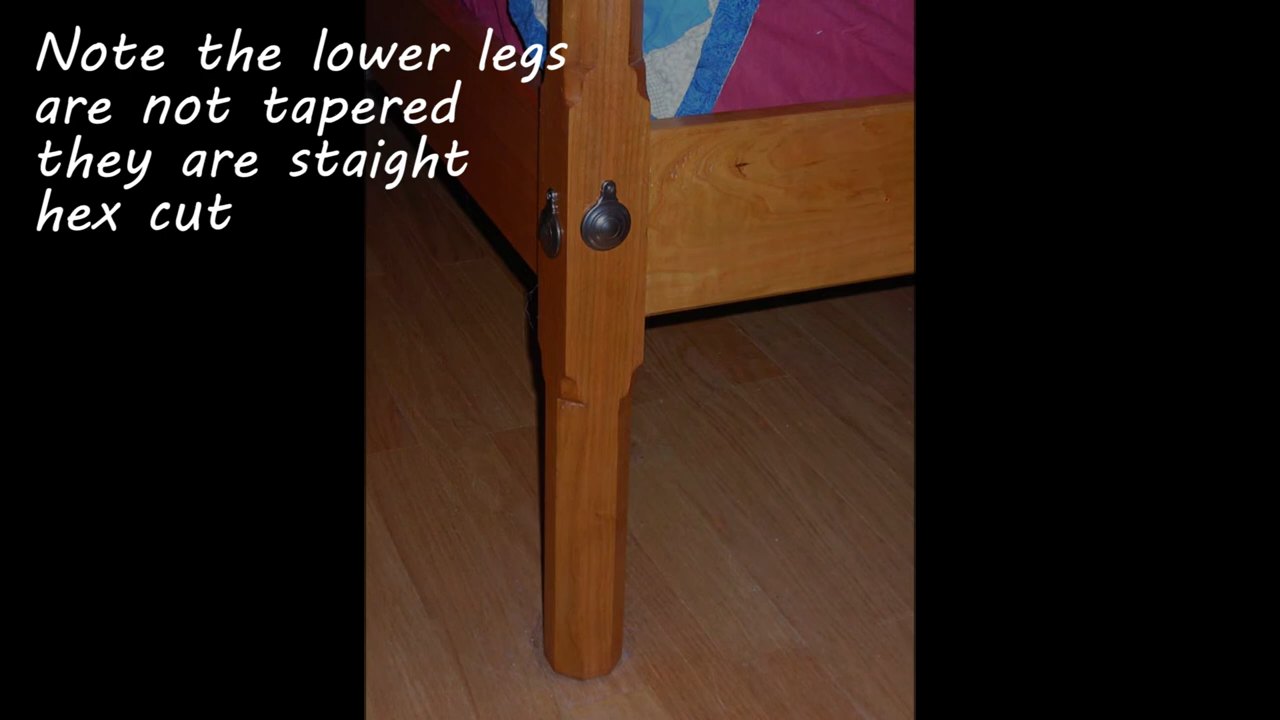 Note the lower legs
are not tapered
they are staight
hex cut